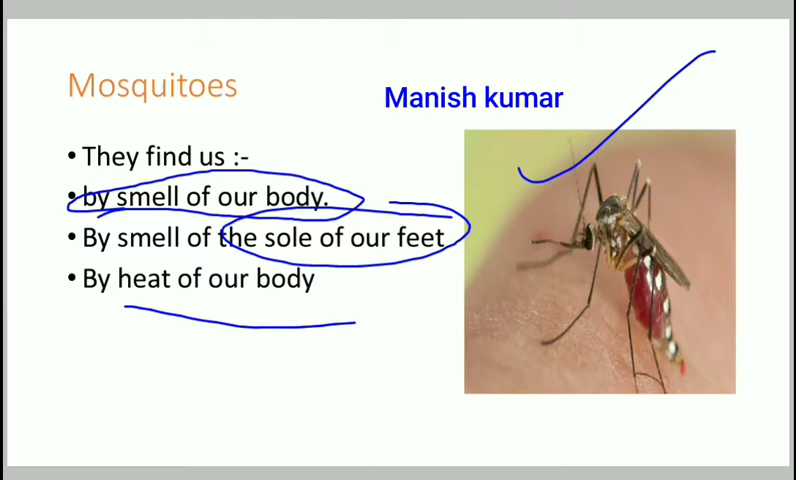 Mosquitoes
Manish kumar
• They find us :-
• by smell of our body.
• By smell of the sole of our feet
• By heat of our body